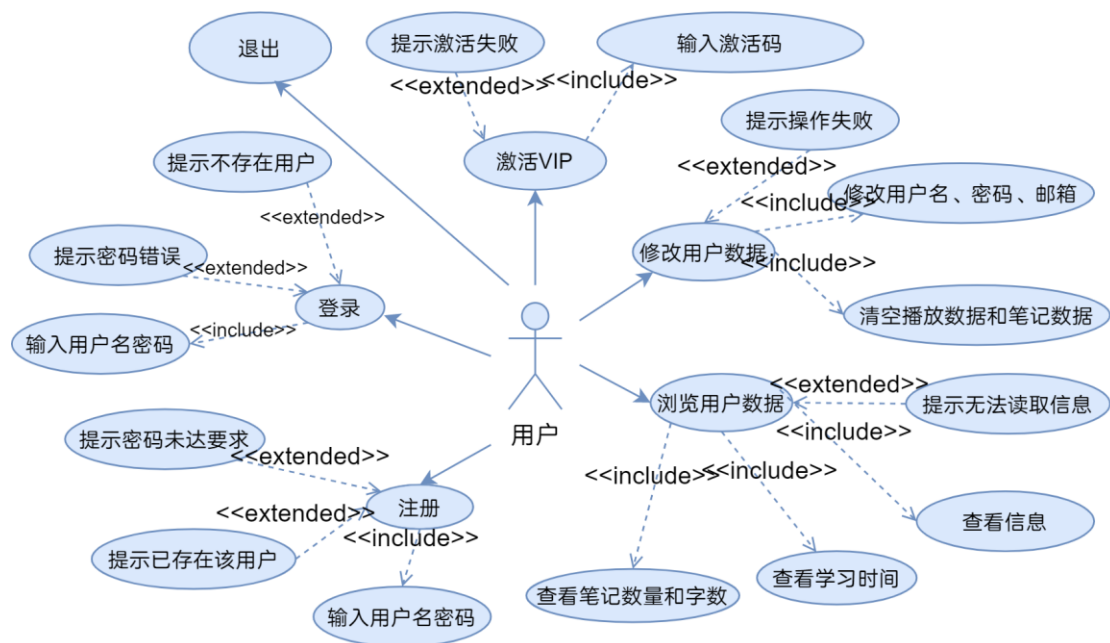 退出
提示激活失败
输入激活码
<<extended>>
<<include>>
提示操作失败
提示不存在用户
激活VIP
<<extended>>
<<include>>
修改用户名、密码、邮箱
<<extended>>
提示密码错误
<<extended>>
修改用户数据
<<include>>
登录
清空播放数据和笔记数据
<<include>>
输入用户名密码
<<extended>>
浏览用户数据
提示无法读取信息
用户
<<include>>
提示密码未达要求
<<extended>>
<<include>>
<<include>>
注册
<<extended>>
查看信息
<<include>>
提示已存在该用户
查看学习时间
查看笔记数量和字数
输入用户名密码